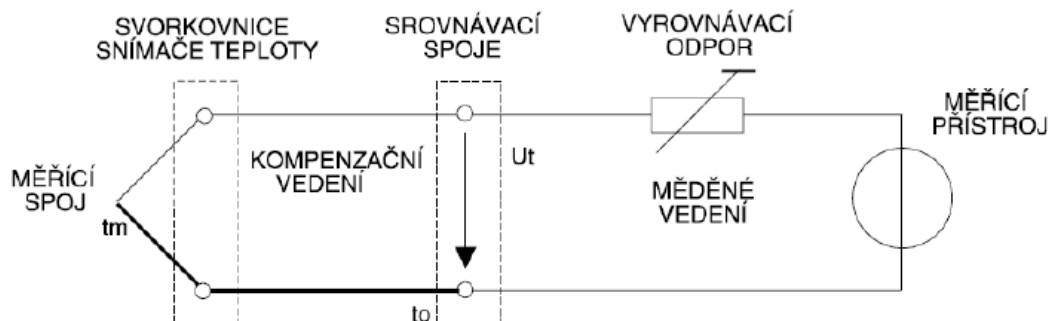 SVORKOVNICE
SNÍMAČE TEPLOTY
SROVNÁVACÍ
SPOJE
VYROVNÁVACÍ
ODPOR
MĚŘÍCÍ
PŘÍSTROJ
MĚŘÍCÍ
SPOJ
tm
KOMPENZAČNÍ
VEDENÍ
Ut
MĚDĚNÉ
VEDENÍ
to